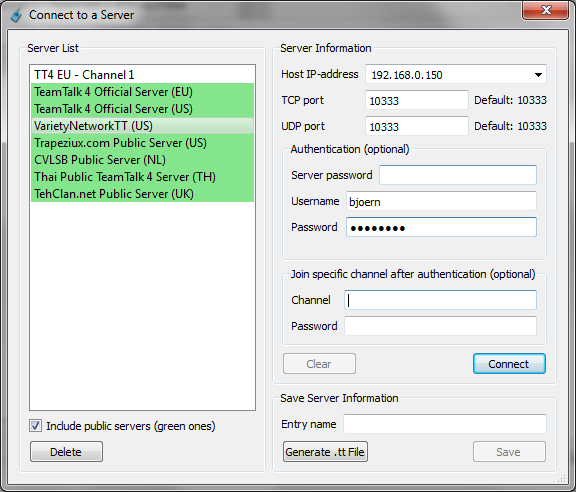 Connect to a Server
Server List
TT4 EU - Channel 1
TeamTalk 4 Official Server (EU)
TeamTalk 4 Official Server (US)
VarietyNetworkTT (US)
Trapeziux.com Public Server (US)
CVLSB Public Server (NL)
Thai Public TeamTalk 4 Server (TH)
TehClan.net Public Server (UK)
Include public servers (green ones)
Delete
Server Information
Host IP-address 192.168.0.150
TCP port 10333 Default: 10333
UDP port 10333 Default: 10333
Authentication (optional)
Server password
Username bjoern
Password ●●●●●●●●
Join specific channel after authentication (optional)
Channel
Password
Clear Connect
Save Server Information
Entry name
Generate .tt File Save